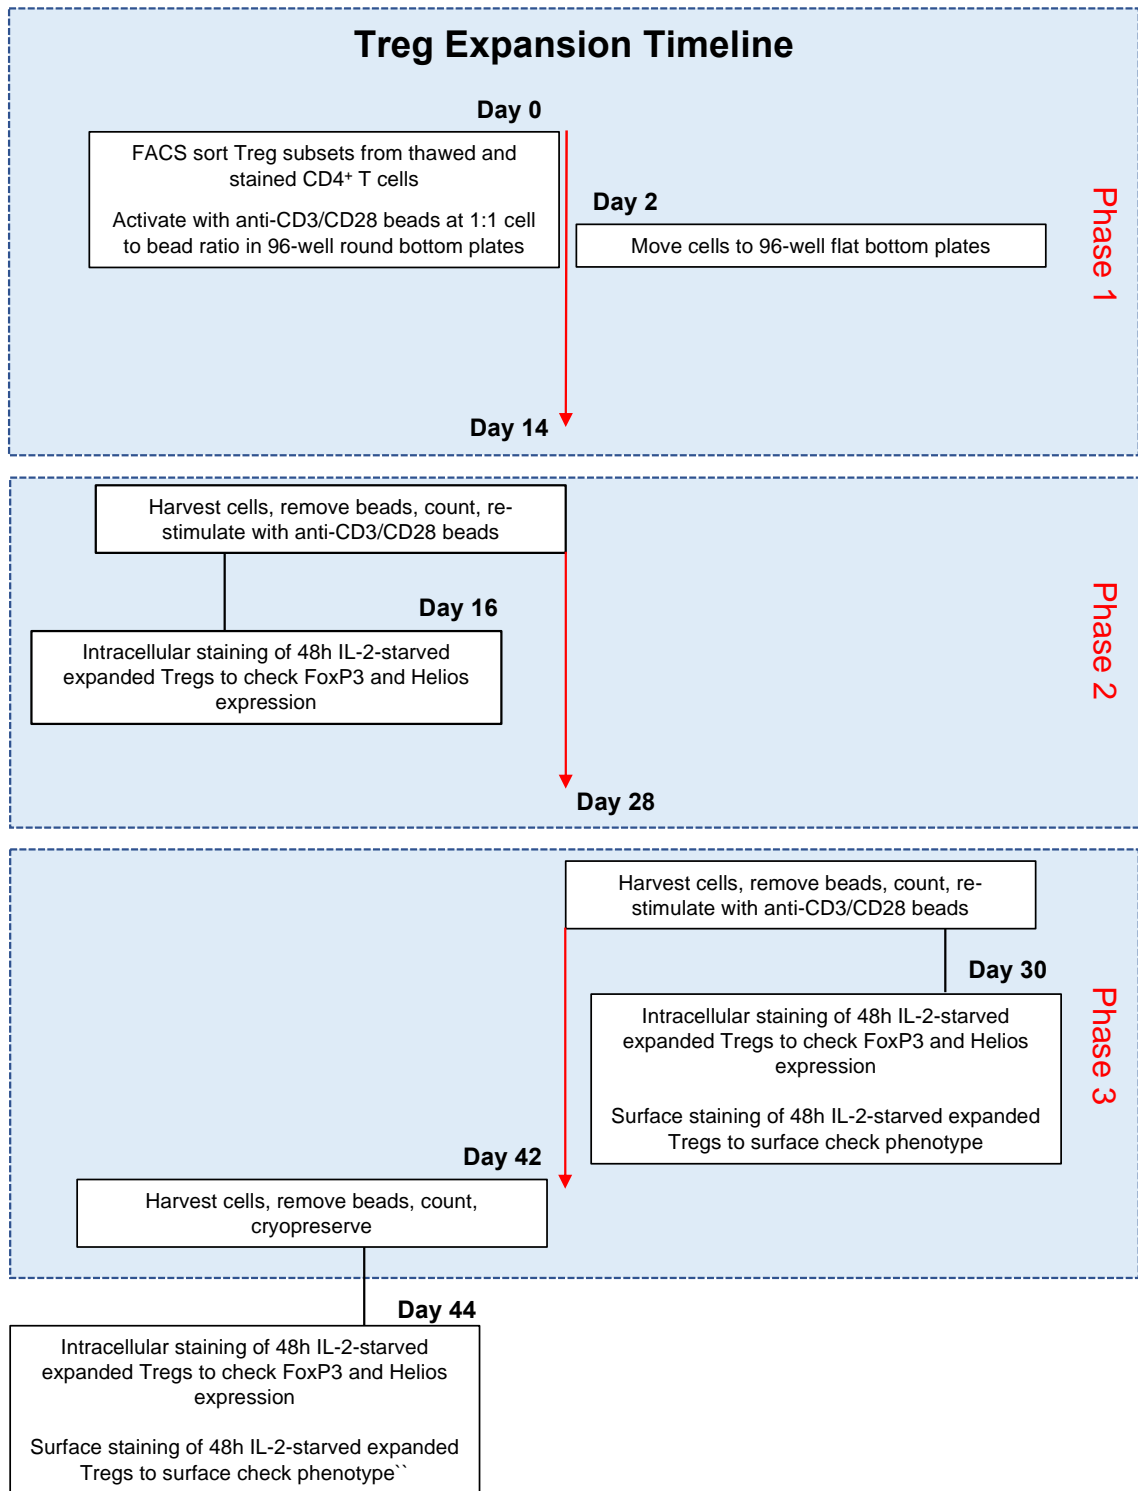 Treg Expansion Timeline
Day 0
FACS sort Treg subsets from thawed and
stained CD4⁺ T cells
Activate with anti-CD3/CD28 beads at 1:1 cell
to bead ratio in 96-well round bottom plates
Day 2
Move cells to 96-well flat bottom plates
Phase 1
Day 14
Harvest cells, remove beads, count, re-
stimulate with anti-CD3/CD28 beads
Day 16
Intracellular staining of 48h IL-2-starved
expanded Tregs to check FoxP3 and Helios
expression
Phase 2
Day 28
Harvest cells, remove beads, count, re-
stimulate with anti-CD3/CD28 beads
Day 30
Intracellular staining of 48h IL-2-starved
expanded Tregs to check FoxP3 and Helios
expression
Surface staining of 48h IL-2-starved expanded
Tregs to surface check phenotype
Phase 3
Day 42
Harvest cells, remove beads, count,
cryopreserve
Day 44
Intracellular staining of 48h IL-2-starved
expanded Tregs to check FoxP3 and Helios
expression
Surface staining of 48h IL-2-starved expanded
Tregs to surface check phenotype``